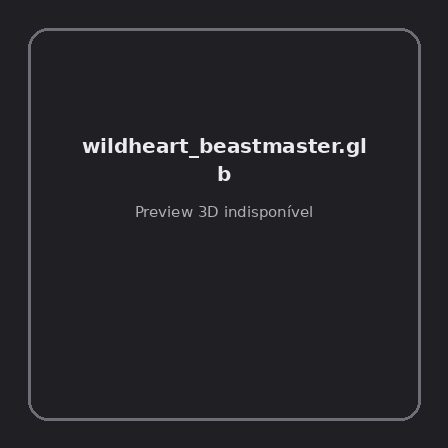 wildheart_beastmaster.gl
b
Preview 3D indisponível